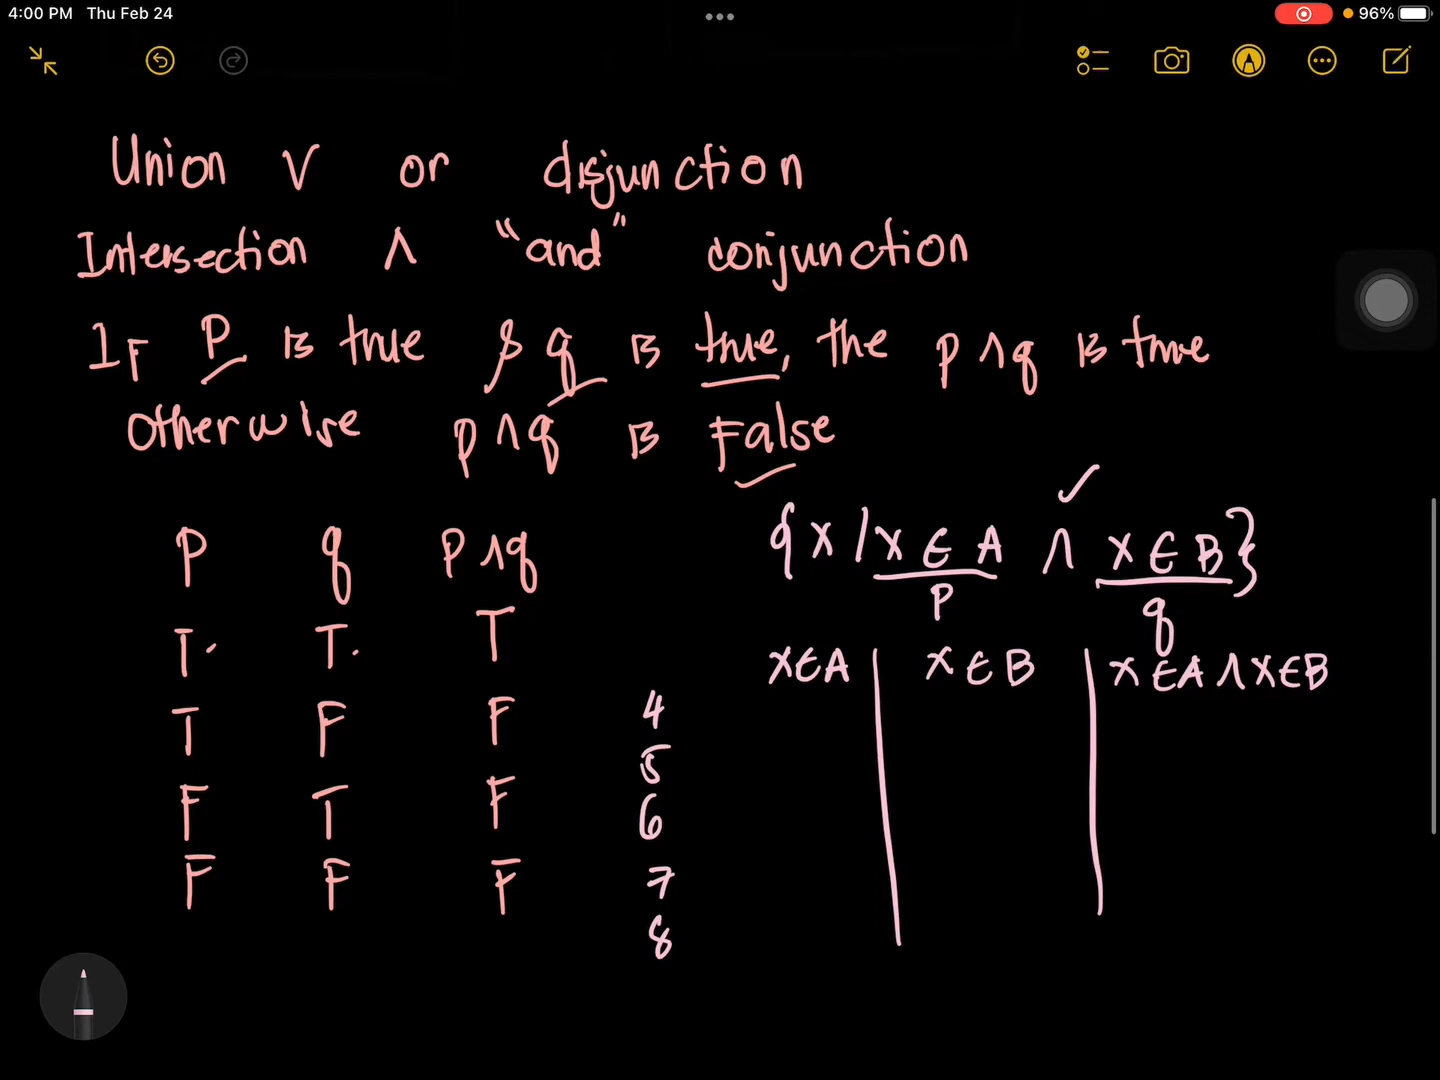 4:00 PM Thu Feb 24
96%
Union ∨ or disjunction
Intersection ∧ "and" conjunction
IF P is true & q is true, the p ∧ q is true
Otherwise p ∧ q is False
{x / x ∈ A ∧ x ∈ B}
P q
p q p ∧ q
T T T
T F F
F T F
F F F
x ∈ A x ∈ B x ∈ A ∧ x ∈ B
4
5
6
7
8